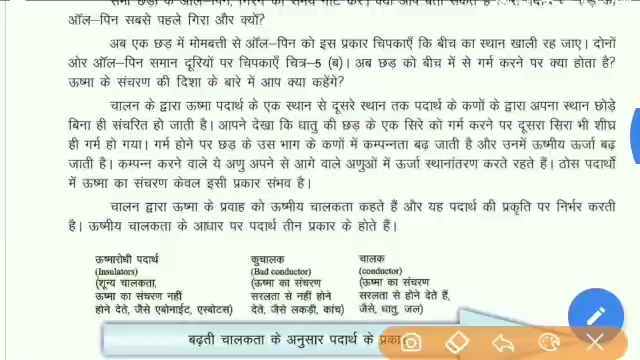 ऑल–पिन सबसे पहले गिरा और क्यों?
अब एक छड़ में मोमबत्ती से ऑल–पिन को इस प्रकार चिपकाएँ कि बीच का स्थान खाली रह जाए। दोनों
ओर ऑल–पिन समान दूरियों पर चिपकाएँ चित्र–5 (ब)। अब छड़ को बीच में से गर्म करने पर क्या होता है?
ऊष्मा के संचरण की दिशा के बारे में आप क्या कहेंगे?
चालन के द्वारा ऊष्मा पदार्थ के एक स्थान से दूसरे स्थान तक पदार्थ के कणों के द्वारा अपना स्थान छोड़े
बिना ही संचरित हो जाती है। आपने देखा कि धातु की छड़ के एक सिरे को गर्म करने पर दूसरा सिरा भी शीघ्र
ही गर्म हो गया। गर्म होने पर छड़ के उस भाग के कणों में कम्पन्नता बढ़ जाती है और उनमें ऊष्मीय ऊर्जा बढ़
जाती है। कम्पन्न करने वाले ये अणु अपने से आगे वाले अणुओं में ऊर्जा स्थानांतरण करते रहते हैं। ठोस पदार्थों
में ऊष्मा का संचरण केवल इसी प्रकार संभव है।
चालन द्वारा ऊष्मा के प्रवाह को ऊष्मीय चालकता कहते हैं और यह पदार्थ की प्रकृति पर निर्भर करती
है। ऊष्मीय चालकता के आधार पर पदार्थ तीन प्रकार के होते हैं।
ऊष्मारोधी पदार्थ कुचालक चालक
(Insulators) (Bad conductor) (conductor)
(शून्य चालकता, (ऊष्मा का संचरण (ऊष्मा का संचरण
ऊष्मा का संचरण नहीं सरलता से नहीं होने सरलता से होने देते हैं,
होने देते, जैसे एबोनाईट, एस्बोटस) देते, जैसे लकड़ी, कांच) जैसे, धातु, जल)
बढ़ती चालकता के अनुसार पदार्थ के